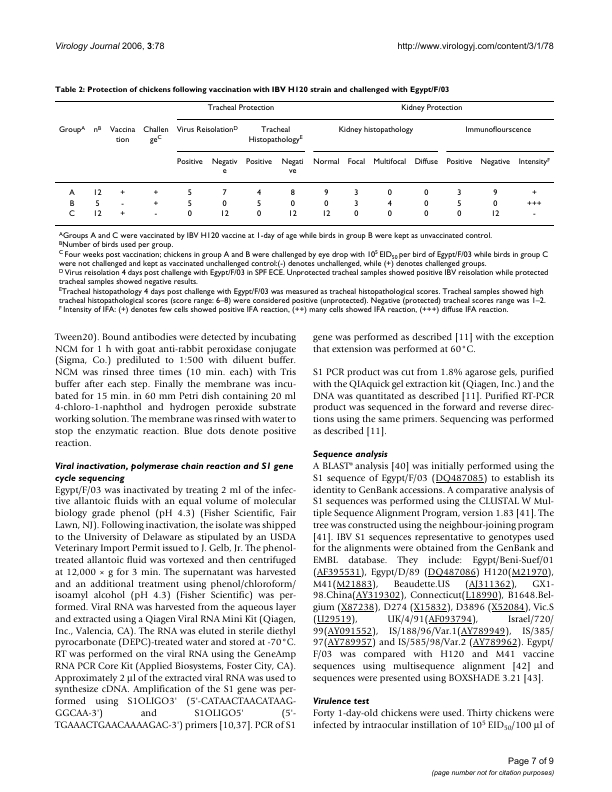 Virology Journal 2006, 3:78
http://www.virologyj.com/content/3/1/78
Table 2: Protection of chickens following vaccination with IBV H120 strain and challenged with Egypt/F/03
Tracheal Protection Kidney Protection
GroupA nB Vaccina tion Challen geC Virus ReisolationD Tracheal HistopathologyE Kidney histopathology Immunoflourscence
Positive Negativ e Positive Negati ve Normal Focal Multifocal Diffuse Positive Negative IntensityF
A 12 + + 5 7 4 8 9 3 0 0 3 9 +
B 5 - + 5 0 5 0 0 3 4 0 5 0 +++
C 12 + - 0 12 0 12 12 0 0 0 0 12 -
AGroups A and C were vaccinated by IBV H120 vaccine at 1-day of age while birds in group B were kept as unvaccinated control.
BNumber of birds used per group.
C Four weeks post vaccination; chickens in group A and B were challenged by eye drop with 10⁵ EID₅₀ per bird of Egypt/F/03 while birds in group C
were not challenged and kept as vaccinated unchallenged control:(-) denotes unchallenged, while (+) denotes challenged groups.
D Virus reisolation 4 days post challenge with Egypt/F/03 in SPF ECE. Unprotected tracheal samples showed positive IBV reisolation while protected
tracheal samples showed negative results.
ETracheal histopathology 4 days post challenge with Egypt/F/03 was measured as tracheal histopathological scores. Tracheal samples showed high
tracheal histopathological scores (score range: 6–8) were considered positive (unprotected). Negative (protected) tracheal scores range was 1–2.
F Intensity of IFA: (+) denotes few cells showed positive IFA reaction, (++) many cells showed IFA reaction, (+++) diffuse IFA reaction.
Tween20). Bound antibodies were detected by incubating
NCM for 1 h with goat anti-rabbit peroxidase conjugate
(Sigma, Co.) prediluted to 1:500 with diluent buffer.
NCM was rinsed three times (10 min. each) with Tris
buffer after each step. Finally the membrane was incu-
bated for 15 min. in 60 mm Petri dish containing 20 ml
4-chloro-1-naphthol and hydrogen peroxide substrate
working solution. The membrane was rinsed with water to
stop the enzymatic reaction. Blue dots denote positive
reaction.
Viral inactivation, polymerase chain reaction and S1 gene
cycle sequencing
Egypt/F/03 was inactivated by treating 2 ml of the infec-
tive allantoic fluids with an equal volume of molecular
biology grade phenol (pH 4.3) (Fisher Scientific, Fair
Lawn, NJ). Following inactivation, the isolate was shipped
to the University of Delaware as stipulated by an USDA
Veterinary Import Permit issued to J. Gelb, Jr. The phenol-
treated allantoic fluid was vortexed and then centrifuged
at 12,000 × g for 3 min. The supernatant was harvested
and an additional treatment using phenol/chloroform/
isoamyl alcohol (pH 4.3) (Fisher Scientific) was per-
formed. Viral RNA was harvested from the aqueous layer
and extracted using a Qiagen Viral RNA Mini Kit (Qiagen,
Inc., Valencia, CA). The RNA was eluted in sterile diethyl
pyrocarbonate (DEPC)-treated water and stored at -70°C.
RT was performed on the viral RNA using the GeneAmp
RNA PCR Core Kit (Applied Biosystems, Foster City, CA).
Approximately 2 μl of the extracted viral RNA was used to
synthesize cDNA. Amplification of the S1 gene was per-
formed using S1OLIGO3' (5'-CATAACTAACATAAG-
GGCAA-3') and S1OLIGO5' (5'-
TGAAACTGAACAAAAGAC-3') primers [10,37]. PCR of S1
gene was performed as described [11] with the exception
that extension was performed at 60°C.
S1 PCR product was cut from 1.8% agarose gels, purified
with the QIAquick gel extraction kit (Qiagen, Inc.) and the
DNA was quantitated as described [11]. Purified RT-PCR
product was sequenced in the forward and reverse direc-
tions using the same primers. Sequencing was performed
as described [11].
Sequence analysis
A BLAST® analysis [40] was initially performed using the
S1 sequence of Egypt/F/03 (DQ487085) to establish its
identity to GenBank accessions. A comparative analysis of
S1 sequences was performed using the CLUSTAL W Mul-
tiple Sequence Alignment Program, version 1.83 [41]. The
tree was constructed using the neighbour-joining program
[41]. IBV S1 sequences representative to genotypes used
for the alignments were obtained from the GenBank and
EMBL database. They include: Egypt/Beni-Suef/01
(AF395531), Egypt/D/89 (DQ487086) H120(M21970),
M41(M21883), Beaudette.US (AJ311362), GX1-
98.China(AY319302), Connecticut(L18990), B1648.Bel-
gium (X87238), D274 (X15832), D3896 (X52084), Vic.S
(U29519), UK/4/91(AF093794), Israel/720/
99(AY091552), IS/188/96/Var.1(AY789949), IS/385/
97(AY789957) and IS/585/98/Var.2 (AY789962). Egypt/
F/03 was compared with H120 and M41 vaccine
sequences using multisequence alignment [42] and
sequences were presented using BOXSHADE 3.21 [43].
Virulence test
Forty 1-day-old chickens were used. Thirty chickens were
infected by intraocular instillation of 10⁵ EID₅₀/100 μl of
Page 7 of 9
(page number not for citation purposes)